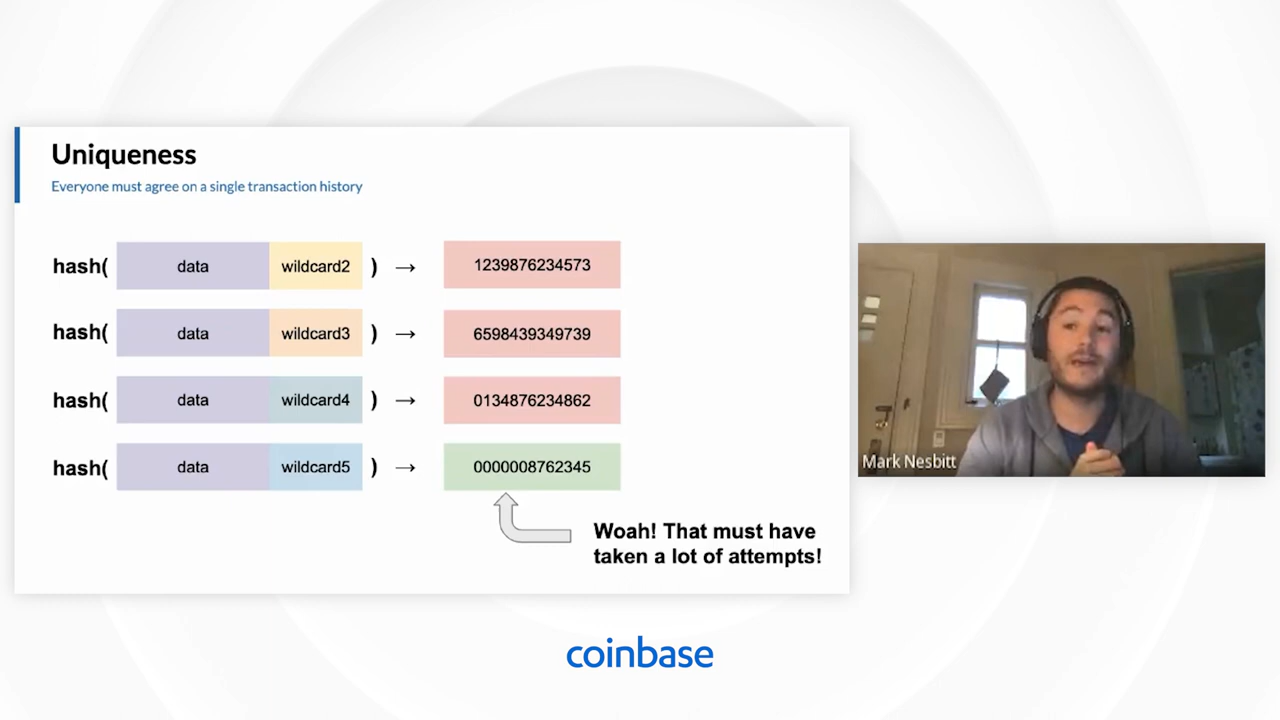 Uniqueness
Everyone must agree on a single transaction history
hash( data wildcard2 ) → 1239876234573
hash( data wildcard3 ) → 6598439349739
hash( data wildcard4 ) → 0134876234862
hash( data wildcard5 ) → 0000008762345
Woah! That must have
taken a lot of attempts!
Mark Nesbitt
coinbase